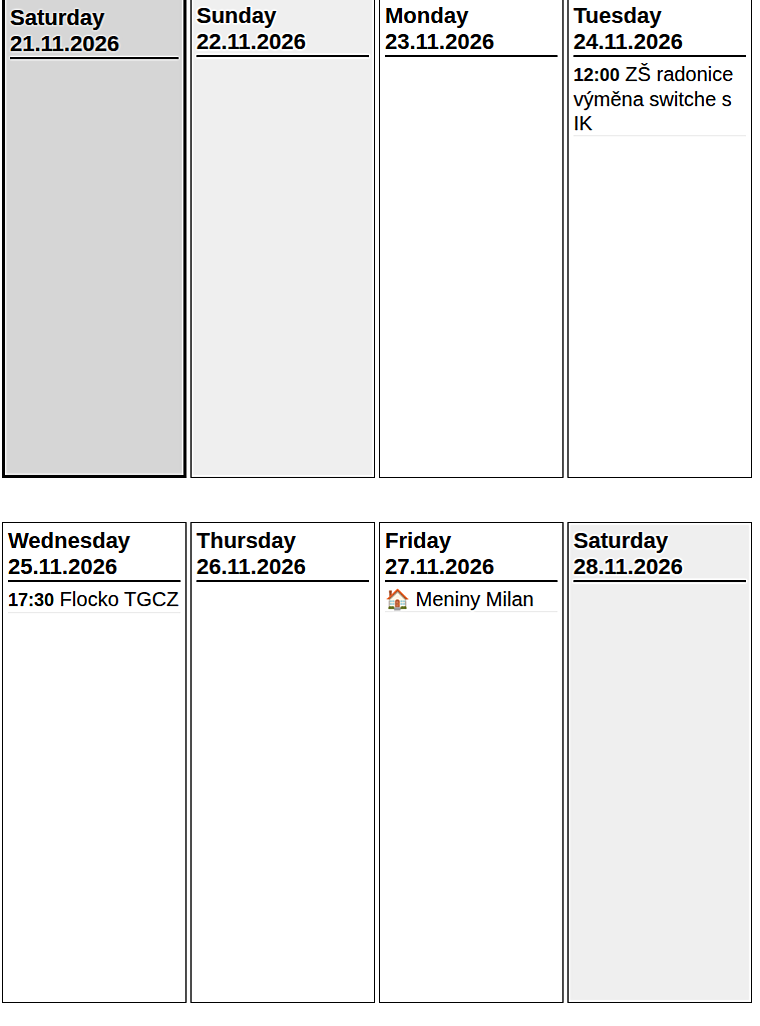 Saturday
21.11.2026
Sunday
22.11.2026
Monday
23.11.2026
Tuesday
24.11.2026
12:00 ZŠ radonice
výměna switche s
IK
Wednesday
25.11.2026
17:30 Flocko TGCZ
Thursday
26.11.2026
Friday
27.11.2026
🏠 Meniny Milan
Saturday
28.11.2026